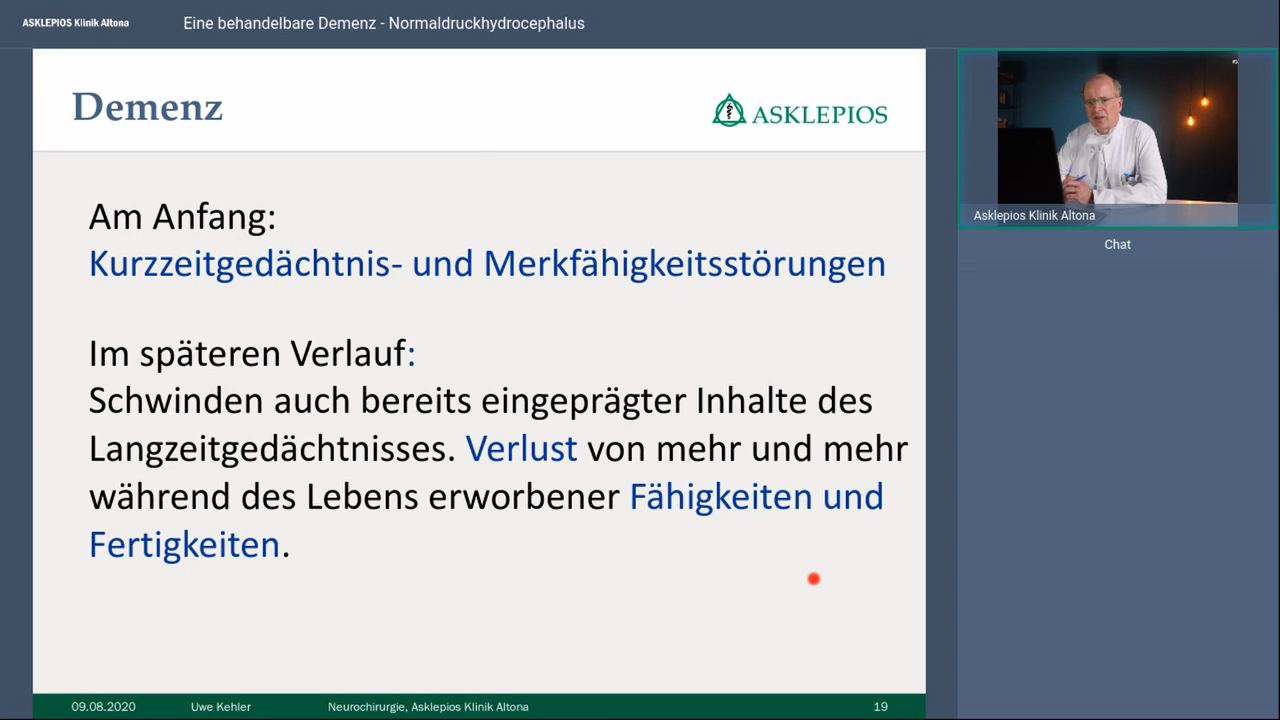 ASKLEPIOS Klinik Altona
Eine behandelbare Demenz - Normaldruckhydrocephalus
Demenz
ASKLEPIOS
Am Anfang:
Kurzzeitgedächtnis- und Merkfähigkeitsstörungen
Im späteren Verlauf:
Schwinden auch bereits eingeprägter Inhalte des
Langzeitgedächtnisses. Verlust von mehr und mehr
während des Lebens erworbener Fähigkeiten und
Fertigkeiten.
09.08.2020 Uwe Kehler Neurochirurgie, Asklepios Klinik Altona 19
Asklepios Klinik Altona
Chat